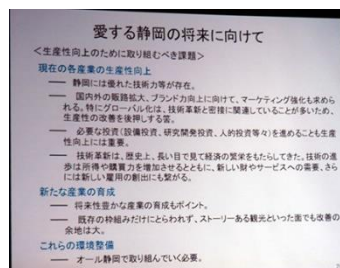 愛する静岡の将来に向けて
＜生産性向上のために取り組むべき課題＞
現在の各産業の生産性向上
── 静岡には優れた技術力等が存在。
── 国内外の販路拡大、ブランド力向上に向けて、マーケティング強化も求めら
れる。特にグローバル化は、技術革新と密接に関連していることが多いため、
生産性の改善を後押しする筈。
── 必要な投資（設備投資、研究開発投資、人的投資等々）を進めることも生産
性向上には重要。
── 技術革新は、歴史上、長い目で見て経済の繁栄をもたらしてきた。技術の進
歩は所得や購買力を増加させるとともに、新しい財やサービスへの需要、さら
には新しい雇用の創出にも繋がる。
新たな産業の育成
── 将来性豊かな産業の育成もポイント。
── 既存の枠組みだけにとらわれず、ストーリーある観光といった面でも改善の
余地は大。
これらの環境整備
── オール静岡で取り組んでいく必要。